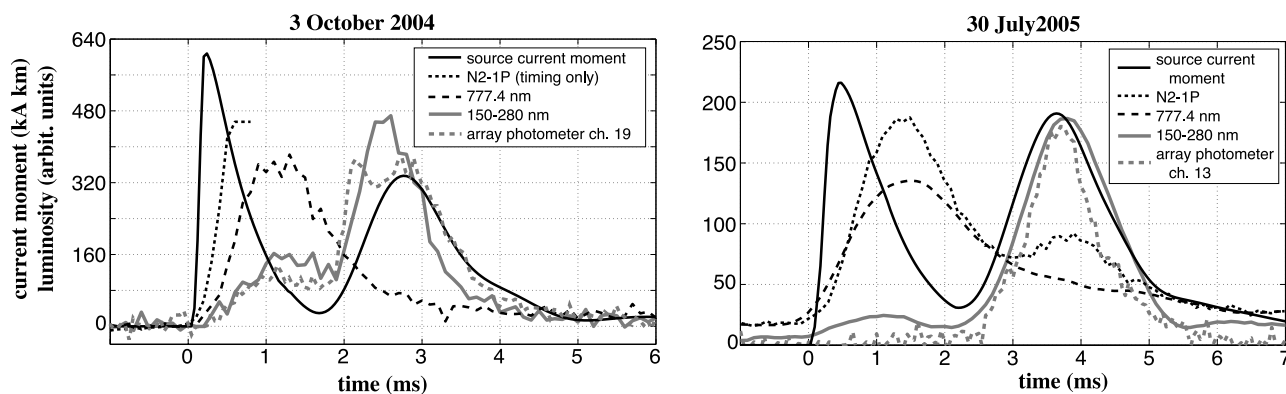 3 October 2004
current moment (kA km)
luminosity (arbit. units)
640
480
320
160
0
source current moment
N2-1P (timing only)
777.4 nm
150-280 nm
array photometer ch. 19
0 1 2 3 4 5 6
time (ms)
30 July2005
250
200
150
100
50
0
source current
moment
N2-1P
777.4 nm
150-280 nm
array photometer
ch. 13
0 1 2 3 4 5 6 7
time (ms)